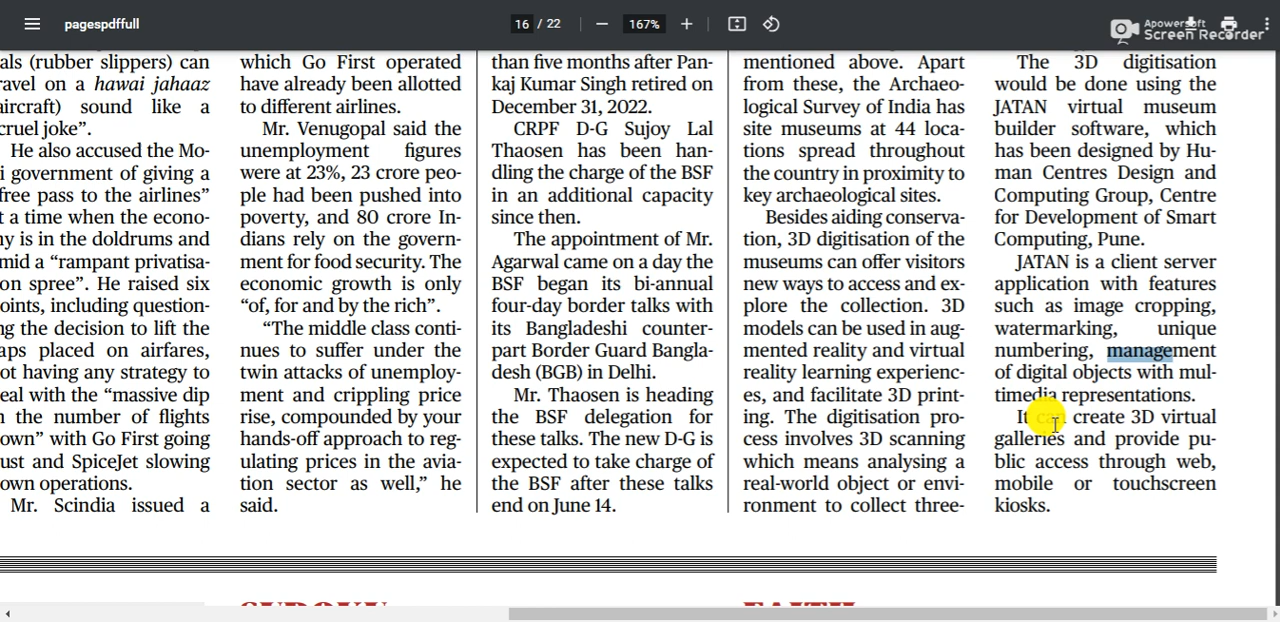 pagespdffull
16 / 22
167%
Apowersoft
Screen Recorder
als (rubber slippers) can
ravel on a hawai jahaaz
aircraft) sound like a
cruel joke”.
He also accused the Mo-
i government of giving a
free pass to the airlines”
t a time when the econo-
ny is in the doldrums and
mid a “rampant privatisa-
on spree”. He raised six
oints, including question-
ng the decision to lift the
aps placed on airfares,
ot having any strategy to
eal with the “massive dip
n the number of flights
own” with Go First going
ust and SpiceJet slowing
own operations.
Mr. Scindia issued a
which Go First operated
have already been allotted
to different airlines.
Mr. Venugopal said the
unemployment figures
were at 23%, 23 crore peo-
ple had been pushed into
poverty, and 80 crore In-
dians rely on the govern-
ment for food security. The
economic growth is only
“of, for and by the rich”.
“The middle class conti-
nues to suffer under the
twin attacks of unemploy-
ment and crippling price
rise, compounded by your
hands-off approach to reg-
ulating prices in the avia-
tion sector as well,” he
said.
than five months after Pan-
kaj Kumar Singh retired on
December 31, 2022.
CRPF D-G Sujoy Lal
Thaosen has been han-
dling the charge of the BSF
in an additional capacity
since then.
The appointment of Mr.
Agarwal came on a day the
BSF began its bi-annual
four-day border talks with
its Bangladeshi counter-
part Border Guard Bangla-
desh (BGB) in Delhi.
Mr. Thaosen is heading
the BSF delegation for
these talks. The new D-G is
expected to take charge of
the BSF after these talks
end on June 14.
mentioned above. Apart
from these, the Archaeo-
logical Survey of India has
site museums at 44 loca-
tions spread throughout
the country in proximity to
key archaeological sites.
Besides aiding conserva-
tion, 3D digitisation of the
museums can offer visitors
new ways to access and ex-
plore the collection. 3D
models can be used in aug-
mented reality and virtual
reality learning experienc-
es, and facilitate 3D print-
ing. The digitisation pro-
cess involves 3D scanning
which means analysing a
real-world object or envi-
ronment to collect three-
The 3D digitisation
would be done using the
JATAN virtual museum
builder software, which
has been designed by Hu-
man Centres Design and
Computing Group, Centre
for Development of Smart
Computing, Pune.
JATAN is a client server
application with features
such as image cropping,
watermarking, unique
numbering, management
of digital objects with mul-
timedia representations.
It can create 3D virtual
galleries and provide pu-
blic access through web,
mobile or touchscreen
kiosks.
SUDOKU
FAITH